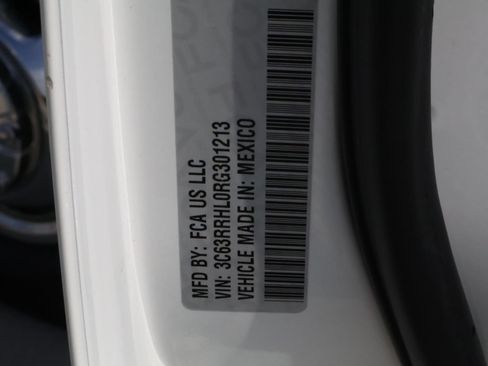 MFD BY: FCA US LLC
VIN: 3C63RRHL0RG301213
VEHICLE MADE IN: MEXICO